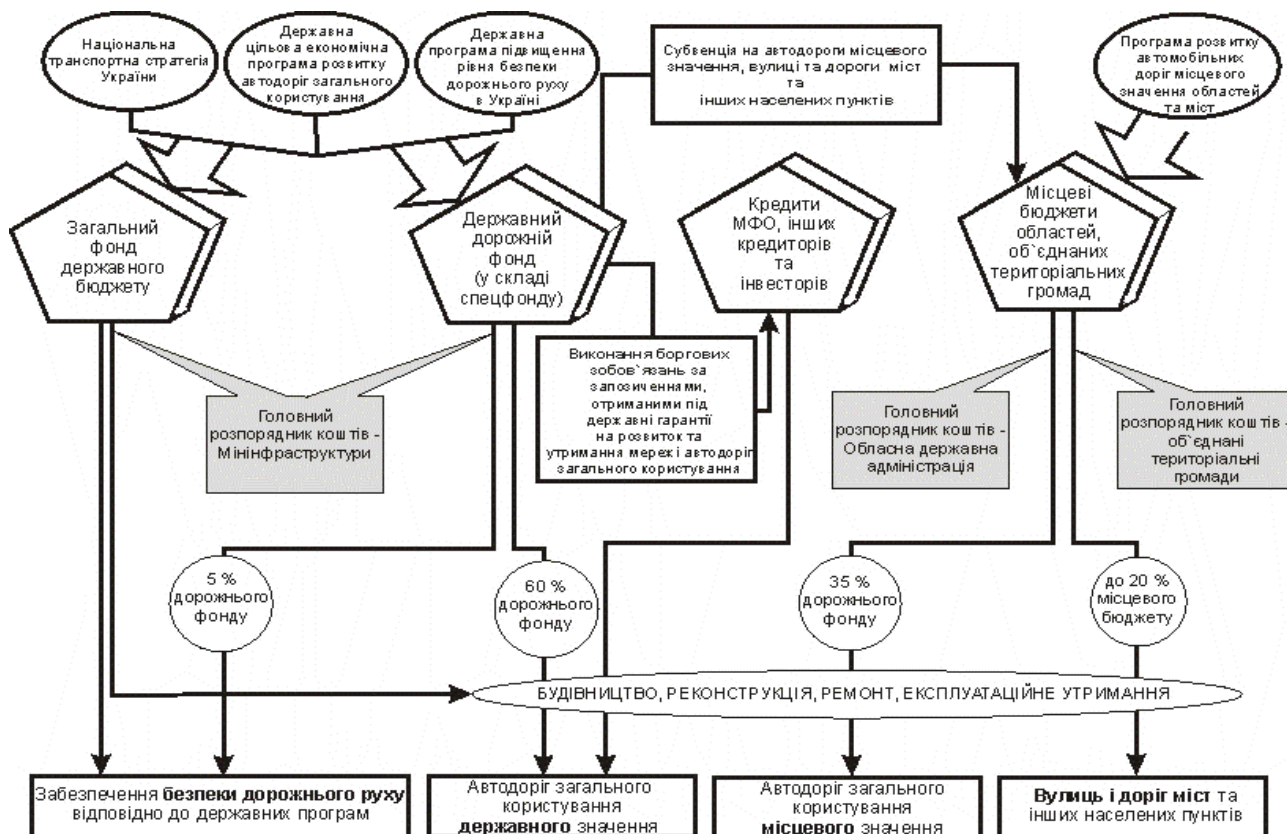 Національна
транспортна стратегія
України
Державна
цільова економічна
програма розвитку
автодоріг загального
користування
Державна
програма підвищення
рівня безпеки
дорожнього руху
в Україні
Субвенція на автодороги місцевого
значення, вулиці та дороги міст
та
інших населених пунктів
Програма розвитку
автомобільних
доріг місцевого
значення областей
та міст
Загальний
фонд
державного
бюджету
Державний
дорожній
фонд
(у складі
спецфонду)
Кредити
МФО, інших
кредиторів
та
інвесторів
Місцеві
бюджети
областей,
об`єднаних
територіальних
громад
Головний
розпорядник коштів -
Мінінфраструктури
Виконання боргових
зобов`язань за
запозиченнями,
отриманими під
державні гарантії
на розвиток та
утримання мережі автодоріг
загального користування
Головний
розпорядник коштів -
Обласна державна
адміністрація
Головний
розпорядник коштів -
об`єднані
територіальні
громади
5 %
дорожнього
фонду
60 %
дорожнього
фонду
35 %
дорожнього
фонду
до 20 %
місцевого
бюджету
БУДІВНИЦТВО, РЕКОНСТРУКЦІЯ, РЕМОНТ, ЕКСПЛУАТАЦІЙНЕ УТРИМАННЯ
Забезпечення безпеки дорожнього руху
відповідно до державних програм
Автодоріг загального
користування
державного значення
Автодоріг загального
користування
місцевого значення
Вулиць і доріг міст та
інших населених пунктів